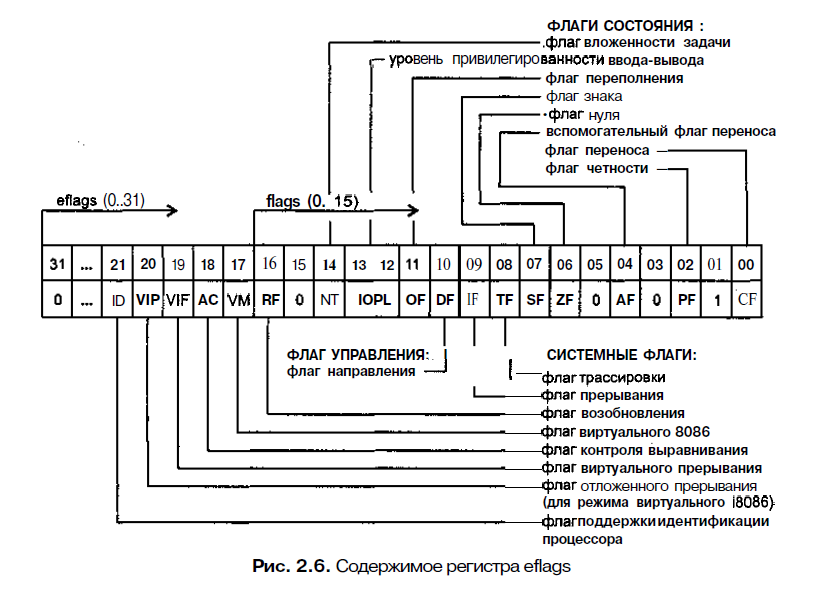 ФЛАГИ СОСТОЯНИЯ :
флаг вложенности задачи
уровень привилегированности ввода-вывода
флаг переполнения
флаг знака
флаг нуля
вспомогательный флаг переноса
флаг переноса
флаг четности
eflags (0..31)
flags (0. 15)
31 ... 21 20 19 18 17 16 15 14 13 12 11 10 09 08 07 06 05 04 03 02 01 00
0 ... ID VIP VIF AC VM RF 0 NT IOPL OF DF IF TF SF ZF 0 AF 0 PF 1 CF
ФЛАГ УПРАВЛЕНИЯ:
флаг направления
СИСТЕМНЫЕ ФЛАГИ:
флаг трассировки
флаг прерывания
флаг возобновления
флаг виртуального 8086
флаг контроля выравнивания
флаг виртуального прерывания
флаг отложенного прерывания
(для режима виртуального i8086)
флаг поддержки идентификации
процессора
Рис. 2.6. Содержимое регистра eflags